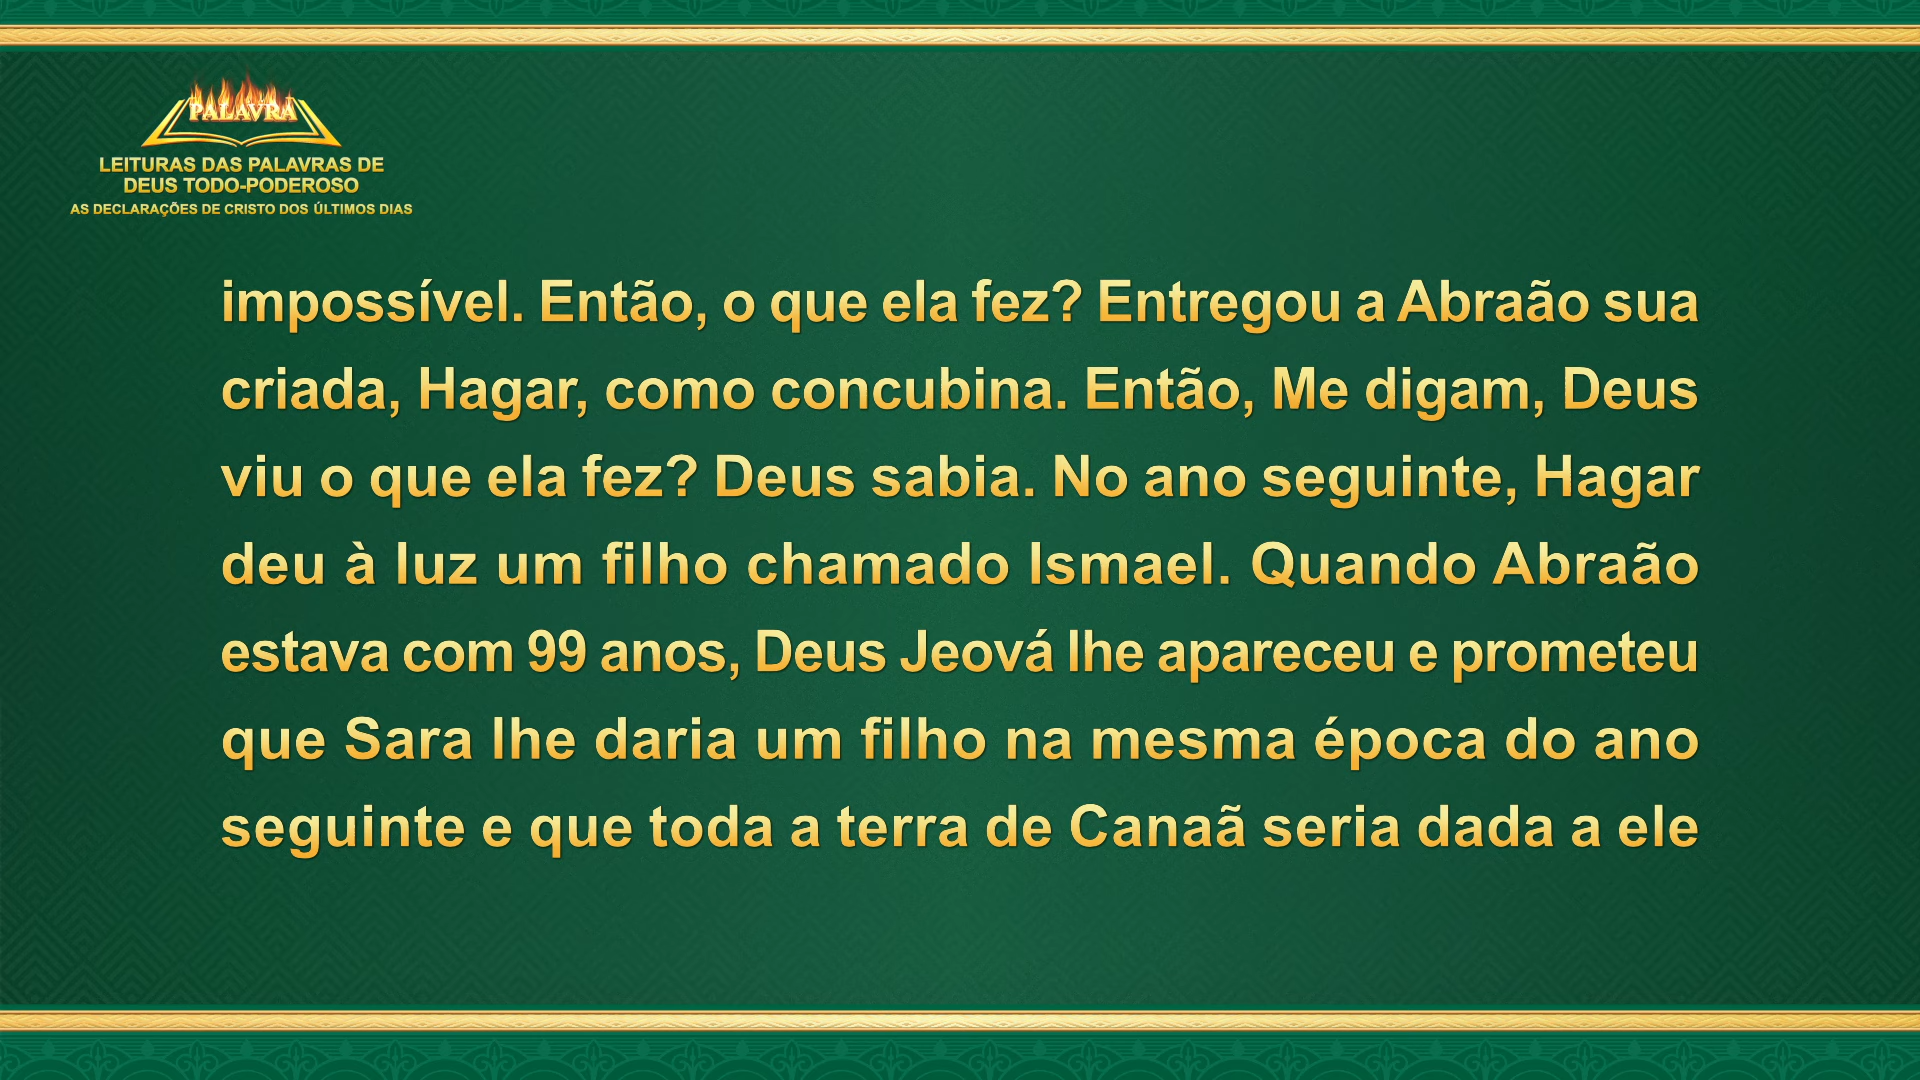 PALAVRA
LEITURAS DAS PALAVRAS DE
DEUS TODO-PODEROSO
AS DECLARAÇÕES DE CRISTO DOS ÚLTIMOS DIAS
impossível. Então, o que ela fez? Entregou a Abraão sua
criada, Hagar, como concubina. Então, Me digam, Deus
viu o que ela fez? Deus sabia. No ano seguinte, Hagar
deu à luz um filho chamado Ismael. Quando Abraão
estava com 99 anos, Deus Jeová lhe apareceu e prometeu
que Sara lhe daria um filho na mesma época do ano
seguinte e que toda a terra de Canaã seria dada a ele